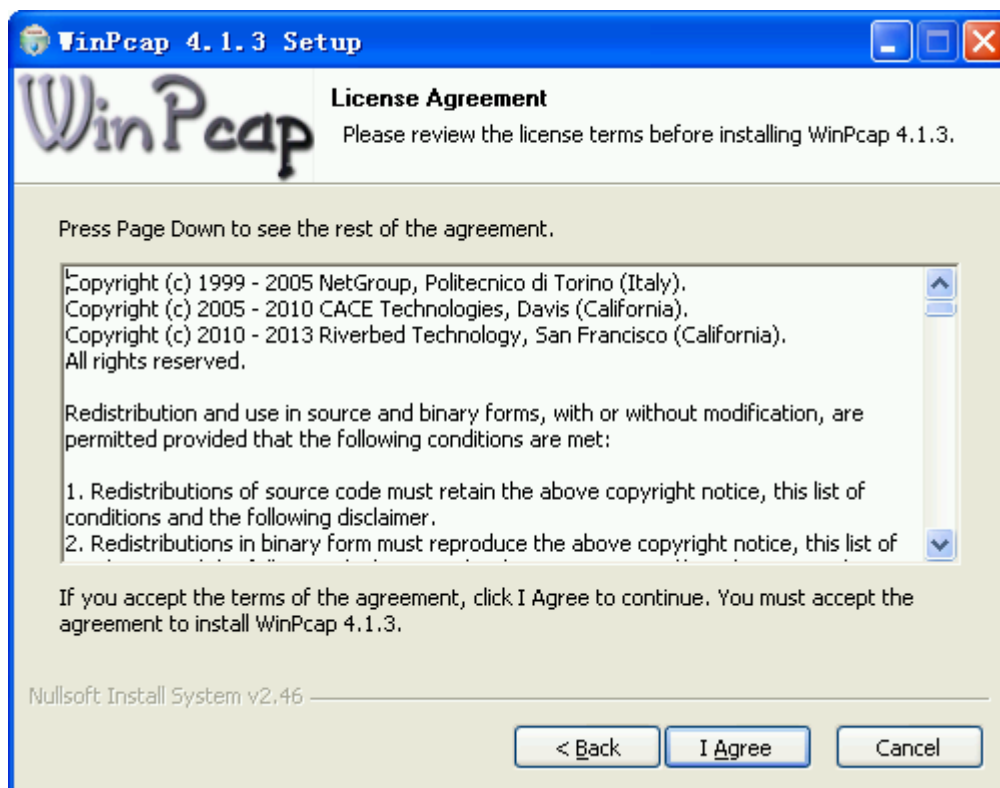 WinPcap 4.1.3 Setup
WinPcap
License Agreement
Please review the license terms before installing WinPcap 4.1.3.
Press Page Down to see the rest of the agreement.
Copyright (c) 1999 - 2005 NetGroup, Politecnico di Torino (Italy).
Copyright (c) 2005 - 2010 CACE Technologies, Davis (California).
Copyright (c) 2010 - 2013 Riverbed Technology, San Francisco (California).
All rights reserved.
Redistribution and use in source and binary forms, with or without modification, are
permitted provided that the following conditions are met:
1. Redistributions of source code must retain the above copyright notice, this list of
conditions and the following disclaimer.
2. Redistributions in binary form must reproduce the above copyright notice, this list of
If you accept the terms of the agreement, click I Agree to continue. You must accept the
agreement to install WinPcap 4.1.3.
Nullsoft Install System v2.46
< Back
I Agree
Cancel